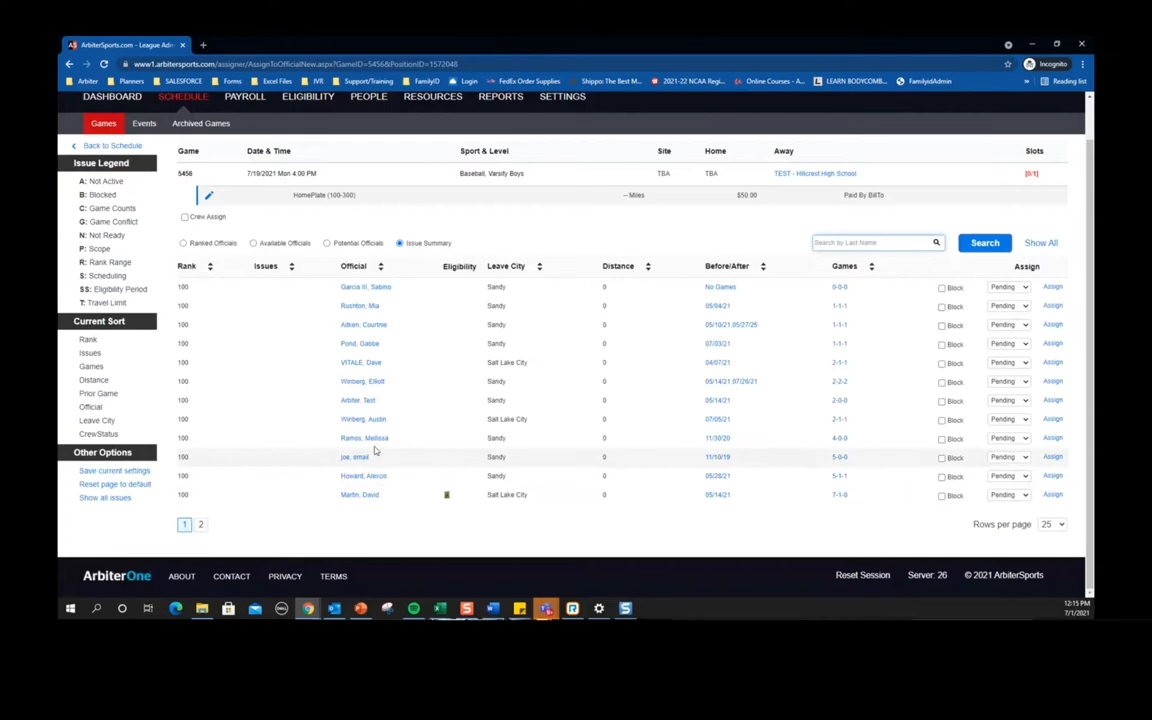 ArbiterSports.com - League Adm
www1.arbitersports.com/assigner/AssignToOfficialNew.aspx?GameID=5456&PositionID=1572048
Incognito
Arbiter Planners SALESFORCE Forms Excel Files IVR Support/Training FamilyID Login FedEx Order Supplies Shippo: The Best M... 2021-22 NCAA Regi... Online Courses - A... LEARN BODYCOMB... FamilyidAdmin Reading list
DASHBOARD SCHEDULE PAYROLL ELIGIBILITY PEOPLE RESOURCES REPORTS SETTINGS
Games Events Archived Games
Back to Schedule
Issue Legend
A: Not Active
B: Blocked
C: Game Counts
G: Game Conflict
N: Not Ready
P: Scope
R: Rank Range
S: Scheduling
SS: Eligibility Period
T: Travel Limit
Current Sort
Rank
Issues
Games
Distance
Prior Game
Official
Leave City
CrewStatus
Other Options
Save current settings
Reset page to default
Show all issues
Game Date & Time Sport & Level Site Home Away Slots
5456 7/19/2021 Mon 4:00 PM Baseball, Varsity Boys TBA TBA TEST - Hillcrest High School [0/1]
HomePlate (100-300) -- Miles $50.00 Paid By BillTo
Crew Assign
Ranked Officials Available Officials Potential Officials Issue Summary Search by Last Name Search Show All
Rank Issues Official Eligibility Leave City Distance Before/After Games Assign
100 Garcia III, Sabino Sandy 0 No Games 0-0-0 Block Pending Assign
100 Rushton, Mia Sandy 0 05/04/21 1-1-1 Block Pending Assign
100 Aitken, Courtnie Sandy 0 05/10/21,05/27/25 1-1-1 Block Pending Assign
100 Pond, Gabbe Sandy 0 07/03/21 1-1-1 Block Pending Assign
100 VITALE, Dave Salt Lake City 0 04/07/21 2-1-1 Block Pending Assign
100 Winberg, Elliott Sandy 0 05/14/21,07/26/21 2-2-2 Block Pending Assign
100 Arbiter, Test Sandy 0 05/14/21 2-0-0 Block Pending Assign
100 Winberg, Austin Salt Lake City 0 07/05/21 2-1-1 Block Pending Assign
100 Ramos, Mellissa Sandy 0 11/30/20 4-0-0 Block Pending Assign
100 joe, email Sandy 0 11/10/19 5-0-0 Block Pending Assign
100 Howard, Alexois Sandy 0 05/28/21 5-1-1 Block Pending Assign
100 Martin, David Salt Lake City 0 05/14/21 7-1-0 Block Pending Assign
1 2 Rows per page 25
ArbiterOne ABOUT CONTACT PRIVACY TERMS Reset Session Server: 26 © 2021 ArbiterSports
12:15 PM
7/1/2021